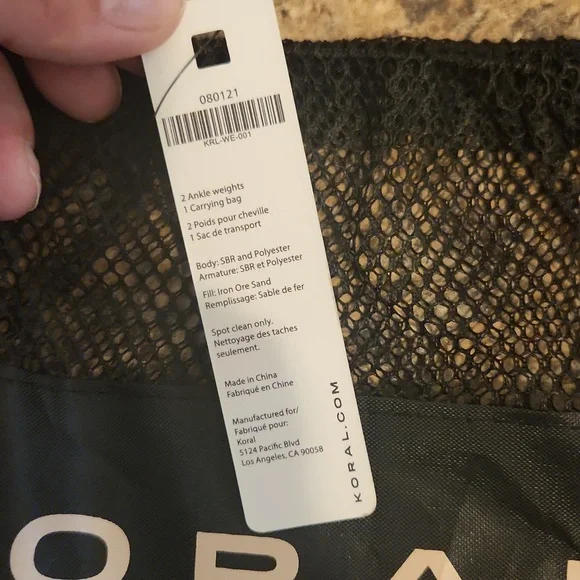 080121
KRL-WE-001
2 Ankle weights
1 Carrying bag
2 Poids pour cheville
1 Sac de transport
Body: SBR and Polyester
Armature: SBR et Polyester
Fill: Iron Ore Sand
Remplissage: Sable de fer
Spot clean only.
Nettoyage des taches
seulement.
Made in China
Fabriqué en Chine
Manufactured for/
Fabriqué pour:
Koral
5124 Pacific Blvd
Los Angeles, CA 90058
KORAL.COM
ORAL